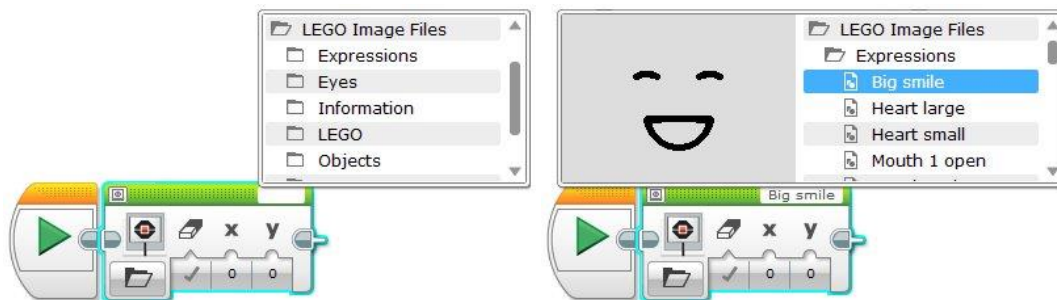 LEGO Image Files
Expressions
Eyes
Information
LEGO
Objects
x y
0 0
LEGO Image Files
Expressions
Big smile
Heart large
Heart small
Mouth 1 open
Big smile
x y
0 0